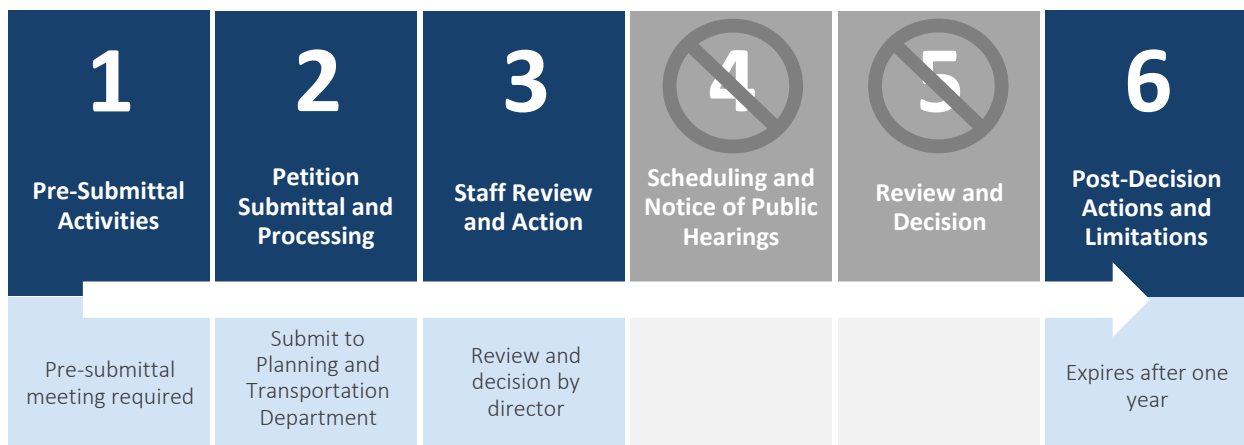 1
Pre-Submittal
Activities
2
Petition
Submittal and
Processing
3
Staff Review
and Action
4
Scheduling and
Notice of Public
Hearings
5
Review and
Decision
6
Post-Decision
Actions and
Limitations
Pre-submittal
meeting required
Submit to
Planning and
Transportation
Department
Review and
decision by
director
Expires after one
year